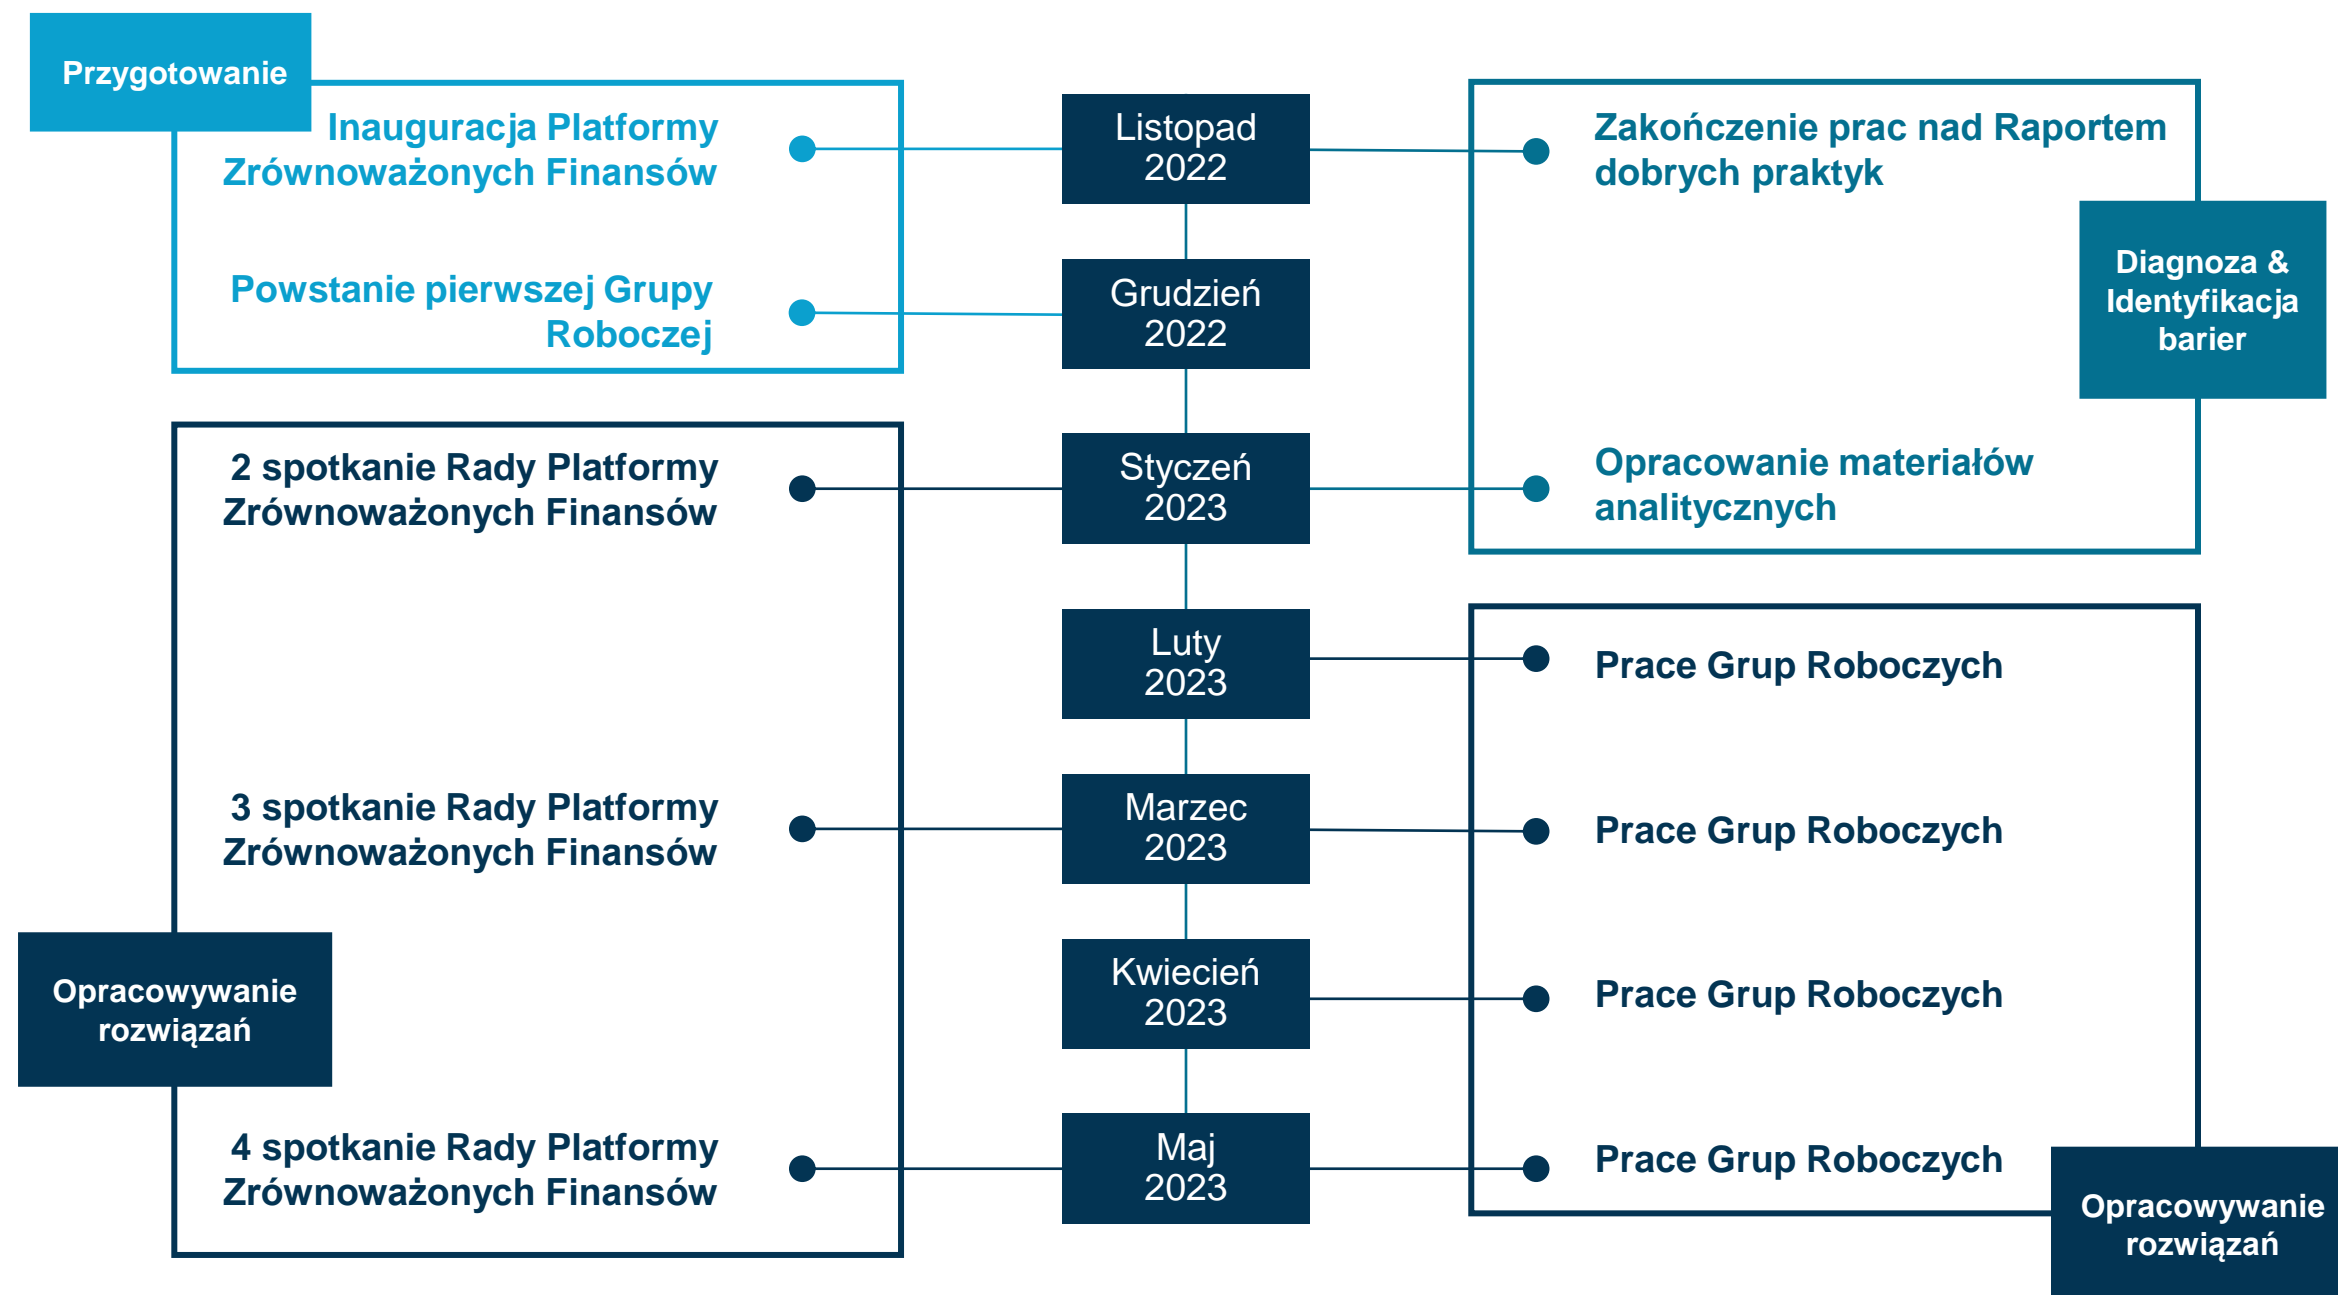 Przygotowanie
Inauguracja Platformy
Zrównoważonych Finansów
Listopad
2022
Zakończenie prac nad Raportem
dobrych praktyk
Diagnoza &
Identyfikacja
barier
Powstanie pierwszej Grupy
Roboczej
Grudzień
2022
2 spotkanie Rady Platformy
Zrównoważonych Finansów
Styczeń
2023
Opracowanie materiałów
analitycznych
Luty
2023
Prace Grup Roboczych
3 spotkanie Rady Platformy
Zrównoważonych Finansów
Marzec
2023
Prace Grup Roboczych
Opracowywanie
rozwiązań
Kwiecień
2023
Prace Grup Roboczych
4 spotkanie Rady Platformy
Zrównoważonych Finansów
Maj
2023
Prace Grup Roboczych
Opracowywanie
rozwiązań